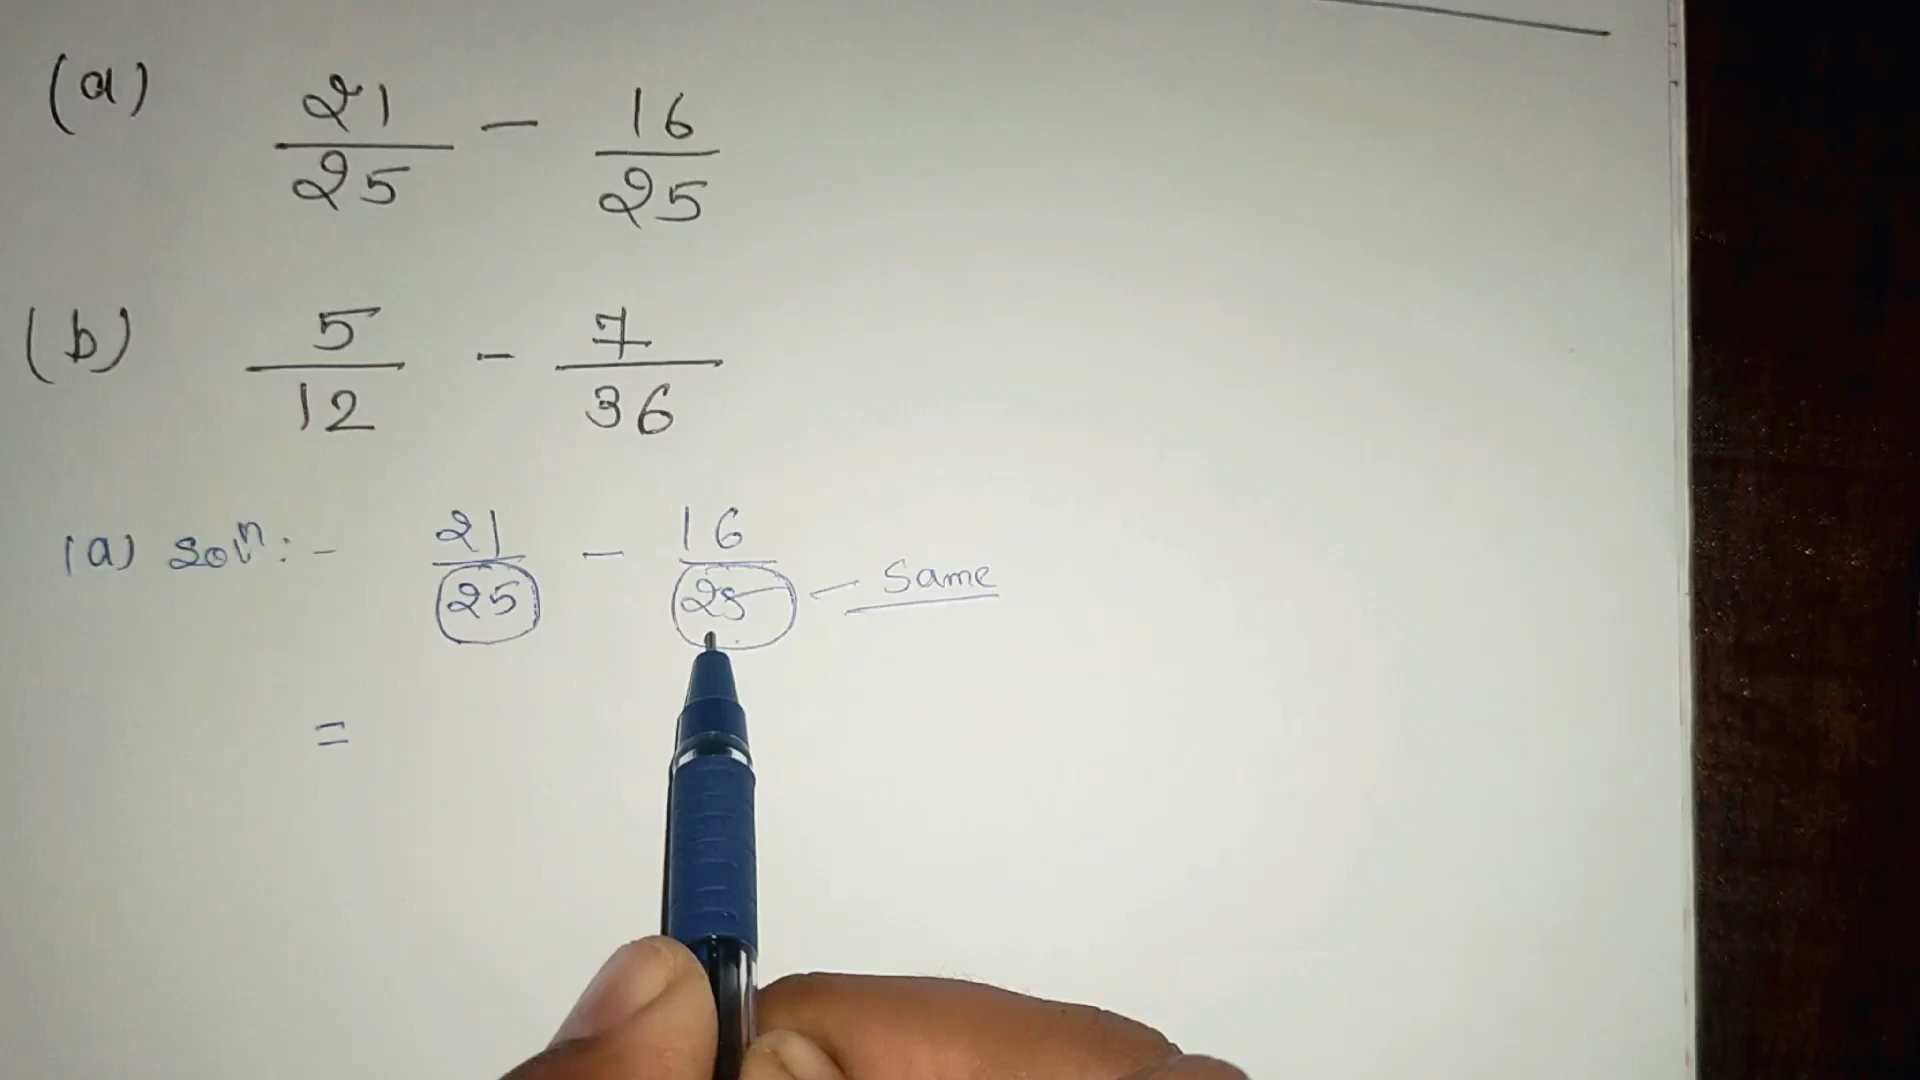 (a) 21/25 - 16/25
(b) 5/12 - 7/36
(a) Solⁿ:- 21/25 - 16/25 - Same
=